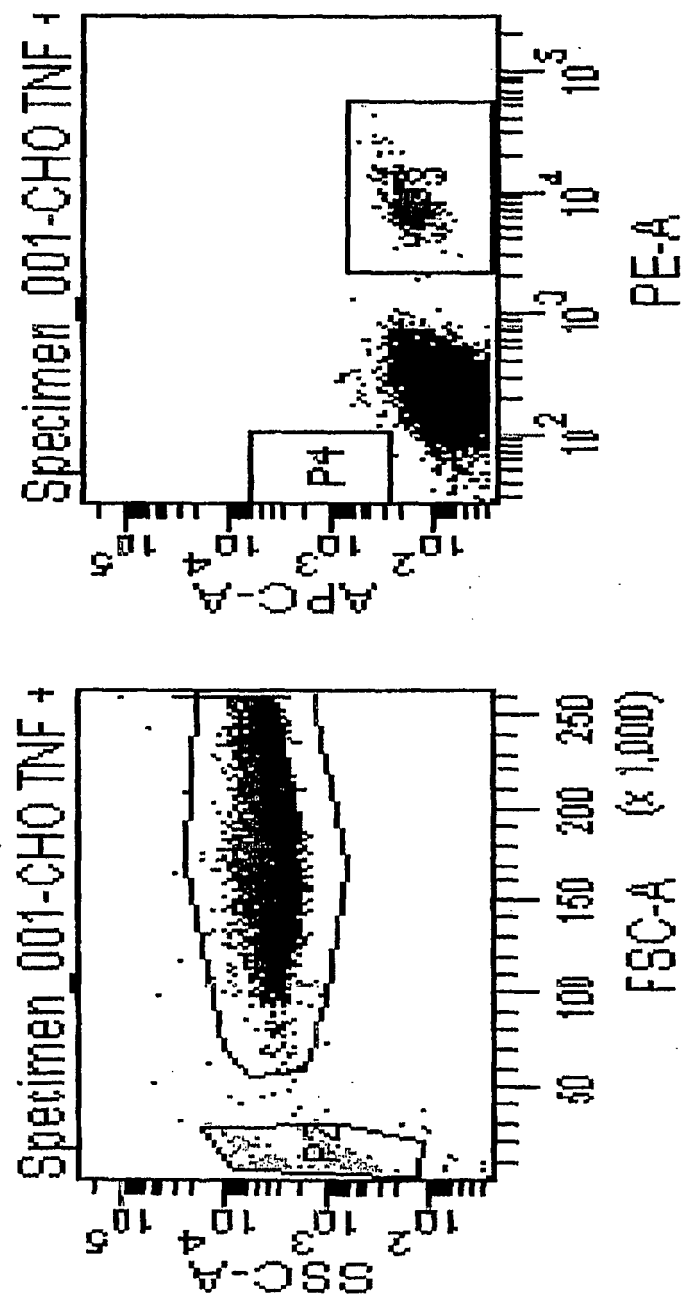 Specimen_001-CHO TNF +
SSC-A
10^5
10^4
10^3
10^2
P1
50 100 150 200 250
FSC-A (x 1,000)
Specimen_001-CHO TNF +
APC-A
10^5
10^4
10^3
10^2
P4
10^2 10^3 10^4 10^5
PE-A